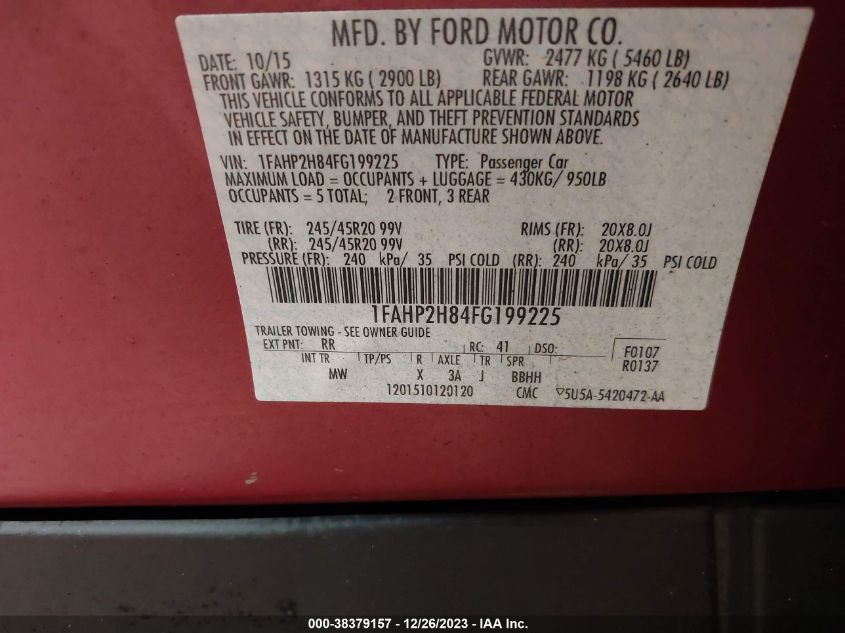 MFD. BY FORD MOTOR CO.
DATE: 10/15 GVWR: 2477 KG ( 5460 LB)
FRONT GAWR: 1315 KG ( 2900 LB) REAR GAWR: 1198 KG ( 2640 LB)
THIS VEHICLE CONFORMS TO ALL APPLICABLE FEDERAL MOTOR
VEHICLE SAFETY, BUMPER, AND THEFT PREVENTION STANDARDS
IN EFFECT ON THE DATE OF MANUFACTURE SHOWN ABOVE.
VIN: 1FAHP2H84FG199225 TYPE: Passenger Car
MAXIMUM LOAD = OCCUPANTS + LUGGAGE = 430KG/ 950LB
OCCUPANTS = 5 TOTAL; 2 FRONT, 3 REAR
TIRE (FR): 245/45R20 99V RIMS (FR): 20X8.0J
(RR): 245/45R20 99V (RR): 20X8.0J
PRESSURE (FR): 240 kPa/ 35 PSI COLD (RR): 240 kPa/ 35 PSI COLD
1FAHP2H84FG199225
TRAILER TOWING - SEE OWNER GUIDE
EXT PNT: RR RC: 41 DSO: F0107
INT TR TP/PS R AXLE TR SPR R0137
MW X 3A J BBHH
1201510120120 CMC ▽5U5A-5420472-AA
000-38379157 - 12/26/2023 - IAA Inc.